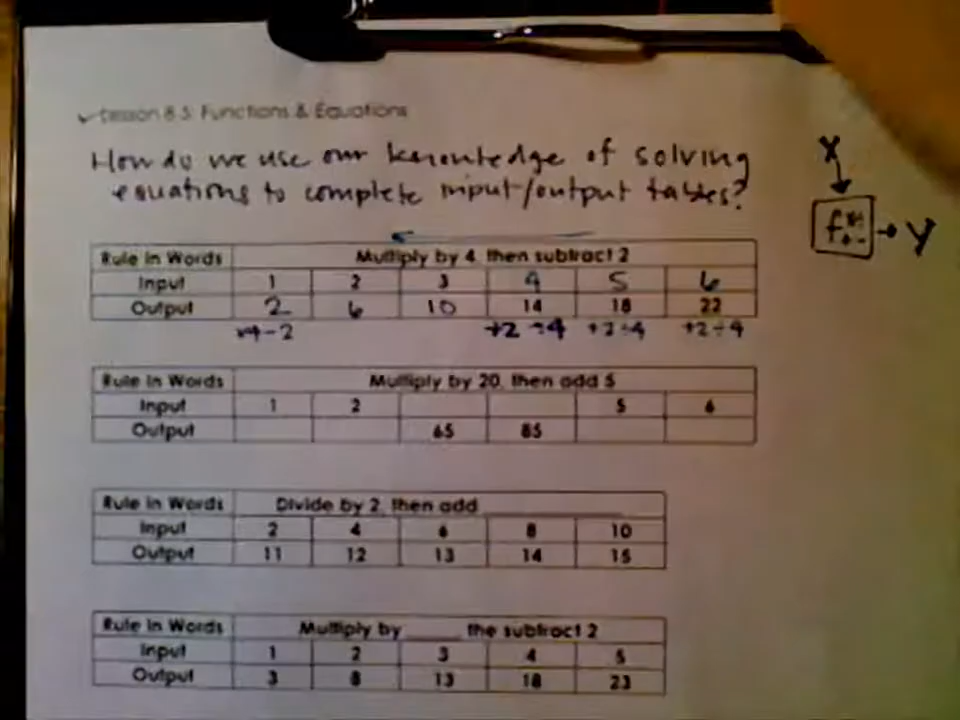 Lesson 8.5: Functions & Equations
How do we use our knowledge of solving
equations to complete input/output tables?
X
f
x÷
+-
→ y
Rule in Words Multiply by 4, then subtract 2
Input 1 2 3 4 5 6
Output 2 6 10 14 18 22
×4-2 +2 ÷4 +2÷4 +2÷4
Rule in Words Multiply by 20, then add 5
Input 1 2 5 6
Output 65 85
Rule in Words Divide by 2, then add ____________
Input 2 4 6 8 10
Output 11 12 13 14 15
Rule in Words Multiply by _____ the subtract 2
Input 1 2 3 4 5
Output 3 8 13 18 23